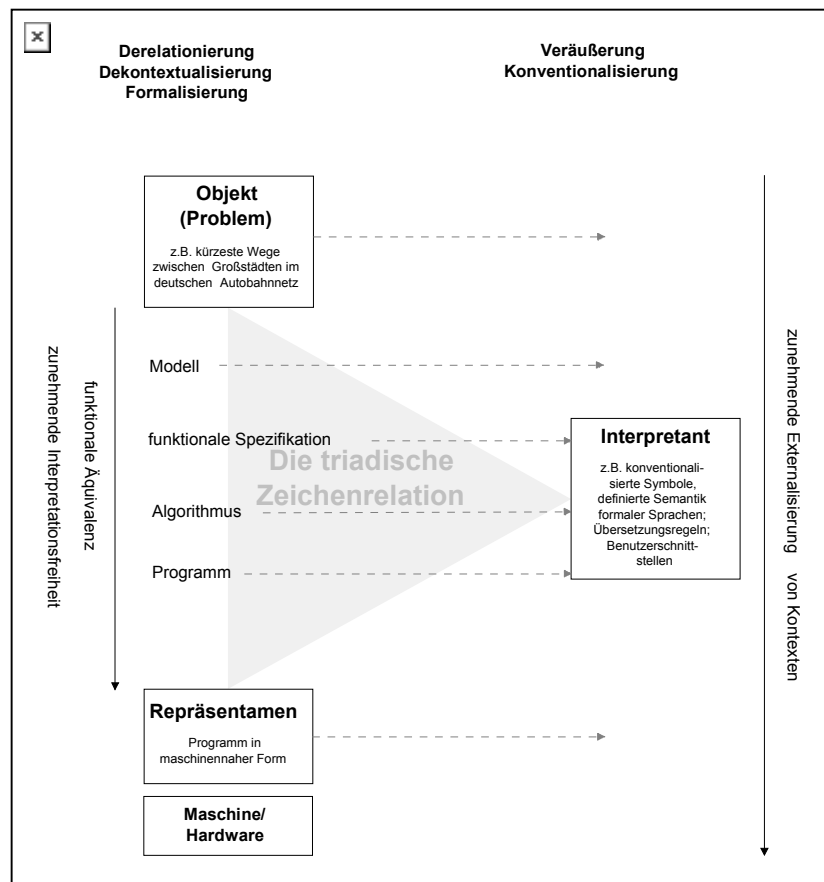 Derelationierung
Dekontextualisierung
Formalisierung
Veräußerung
Konventionalisierung
Objekt
(Problem)
z.B. kürzeste Wege
zwischen Großstädten im
deutschen Autobahnnetz
Modell
funktionale Spezifikation
Die triadische
Zeichenrelation
Algorithmus
Programm
Interpretant
z.B. konventionali-
sierte Symbole,
definierte Semantik
formaler Sprachen;
Übersetzungsregeln;
Benutzerschnitt-
stellen
Repräsentamen
Programm in
maschinennaher Form
Maschine/
Hardware
funktionale Äquivalenz
zunehmende Interpretationsfreiheit
zunehmende Externalisierung von Kontexten